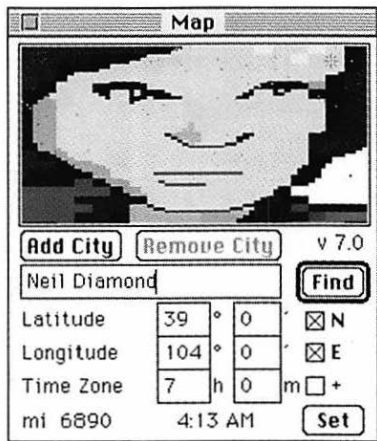 Map
Add City Remove City v 7.0
Neil Diamond Find
Latitude 39 ° 0 ′ N
Longitude 104 ° 0 ′ E
Time Zone 7 h 0 m +
mi 6890 4:13 AM Set